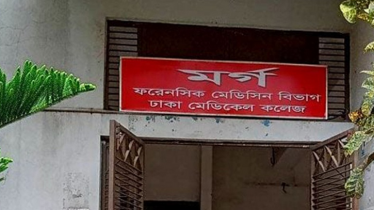 মর্গ
ফরেনসিক মেডিসিন বিভাগ
ঢাকা মেডিকেল কলেজ